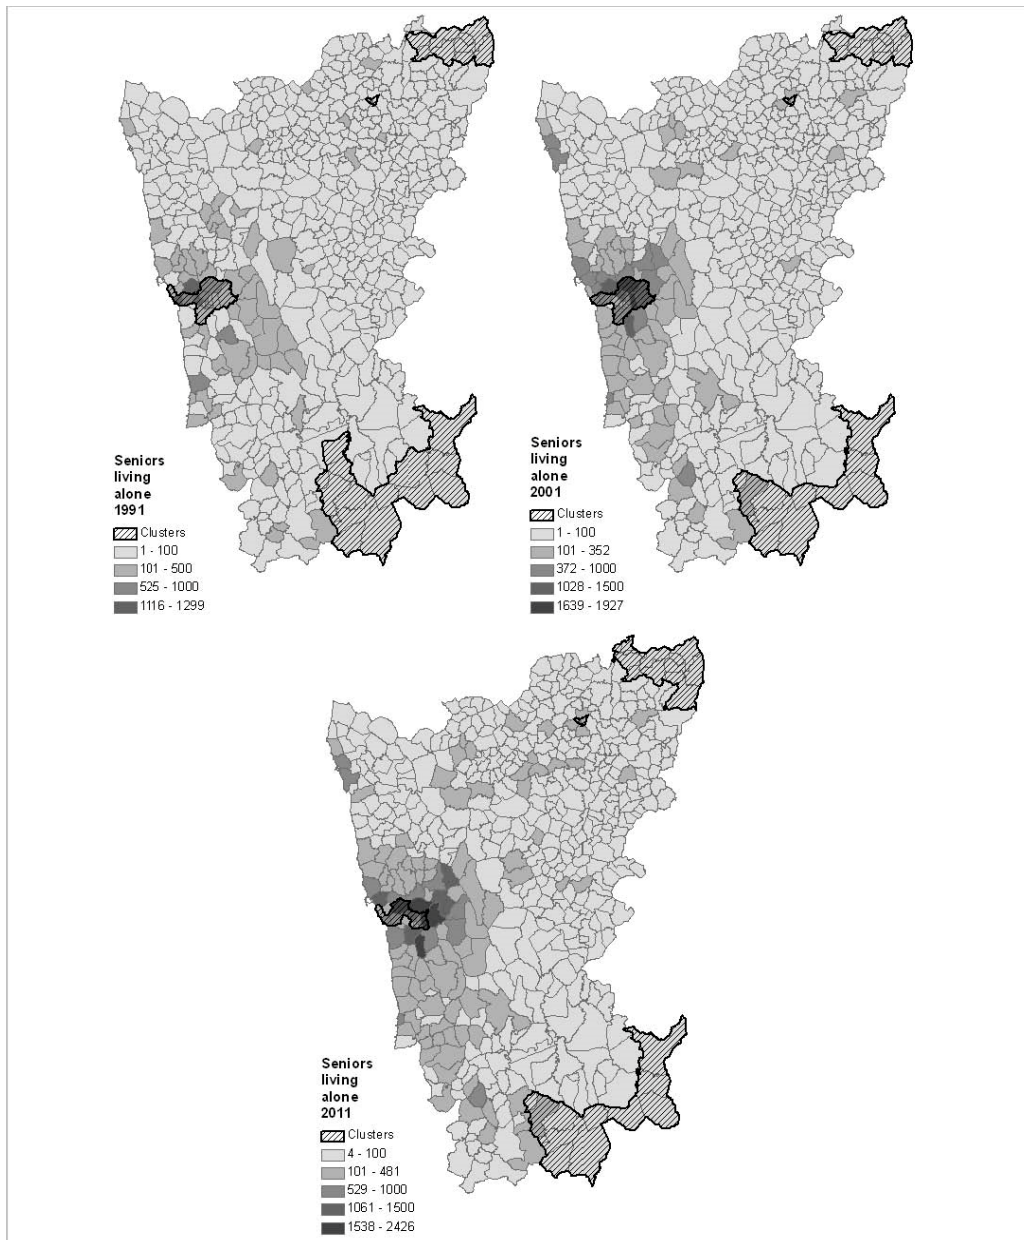 Seniors
living
alone
1991
Clusters
1 - 100
101 - 500
525 - 1000
1116 - 1299
Seniors
living
alone
2001
Clusters
1 - 100
101 - 352
372 - 1000
1028 - 1500
1639 - 1927
Seniors
living
alone
2011
Clusters
4 - 100
101 - 481
529 - 1000
1061 - 1500
1538 - 2426